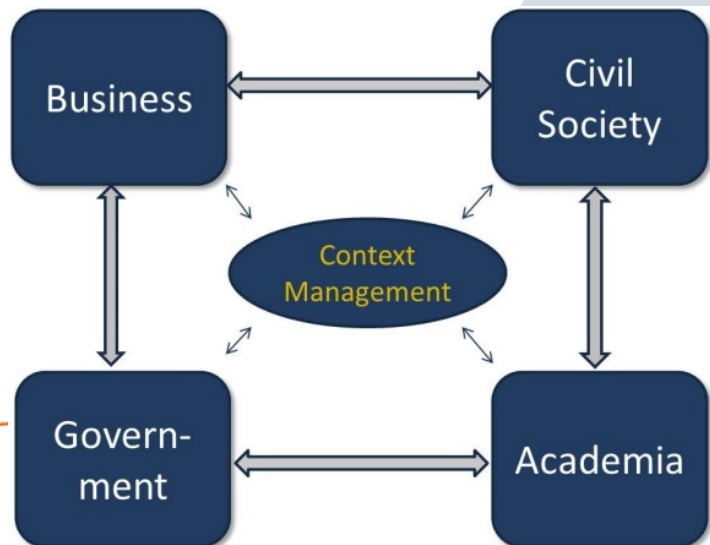 Business
Civil
Society
Context
Management
Govern-
ment
Academia